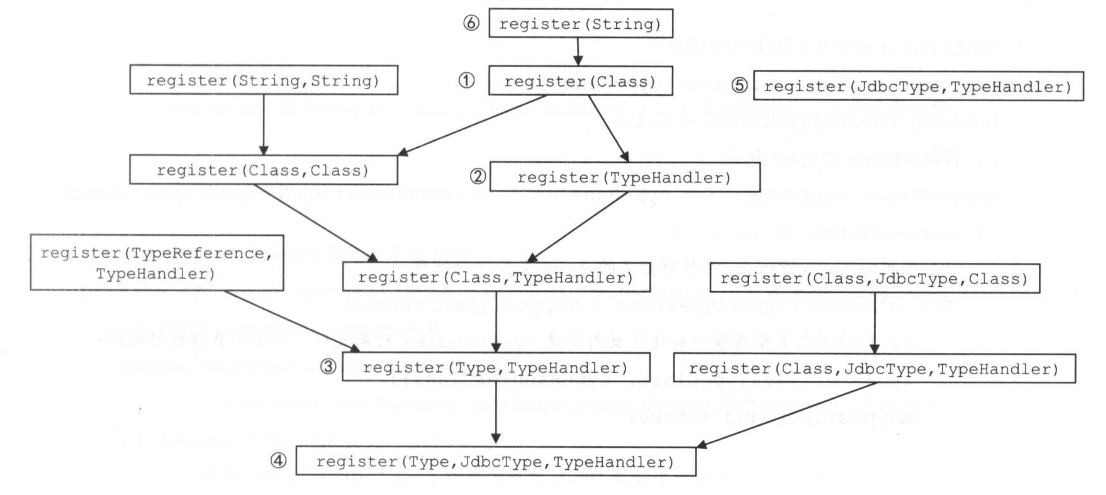 ⑥ register(String)
register(String,String)
① register(Class)
⑤ register(JdbcType,TypeHandler)
register(Class,Class)
② register(TypeHandler)
register(TypeReference,
TypeHandler)
register(Class,TypeHandler)
register(Class,JdbcType,Class)
③ register(Type,TypeHandler)
register(Class,JdbcType,TypeHandler)
④ register(Type,JdbcType,TypeHandler)